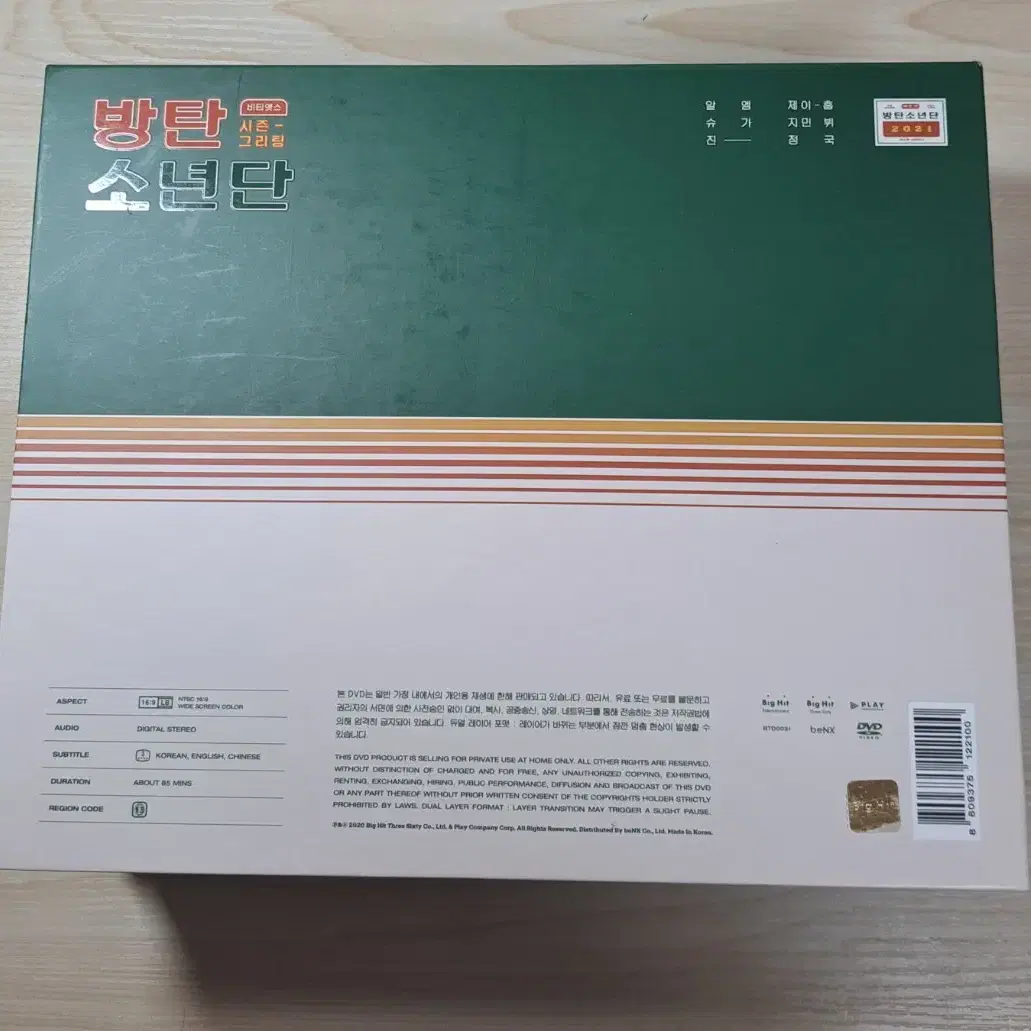 방탄
비티엣스
시즌-
그리팅
소년단
알 엠 제이-홉
슈 가 지민 뷔
진 — 정 국
방탄소년단
2021
ASPECT 16:9 LB NTSC 16:9
WIDE SCREEN COLOR
AUDIO DIGITAL STEREO
SUBTITLE KOREAN, ENGLISH, CHINESE
DURATION ABOUT 85 MINS
REGION CODE
본 DVD는 일반 가정 내에서의 개인용 재생에 한해 판매되고 있습니다. 따라서, 유료 또는 무료를 불문하고
권리자의 서면에 의한 사전승인 없이 대여, 복사, 공중송신, 상영, 네트워크를 통해 전송하는 것은 저작권법에
의해 엄격히 금지되어 있습니다. 듀얼 레이어 포맷 : 레이어가 바뀌는 부분에서 잠깐 멈춤 현상이 발생할 수
있습니다.
THIS DVD PRODUCT IS SELLING FOR PRIVATE USE AT HOME ONLY. ALL OTHER RIGHTS ARE RESERVED.
WITHOUT DISTINCTION OF CHARGED AND FOR FREE, ANY UNAUTHORIZED COPYING, EXHIBITING,
RENTING, EXCHANGING, HIRING, PUBLIC PERFORMANCE, DIFFUSION AND BROADCAST OF THIS DVD
OR ANY PART THEREOF WITHOUT PRIOR WRITTEN CONSENT OF THE COPYRIGHTS HOLDER STRICTLY
PROHIBITED BY LAWS. DUAL LAYER FORMAT : LAYER TRANSITION MAY TRIGGER A SLIGHT PAUSE.
℗&© 2020 Big Hit Three Sixty Co., Ltd. & Play Company Corp. All Rights Reserved. Distributed By beNX Co., Ltd. Made in Korea.
Big Hit Big Hit PLAY
beNX DVD
VIDEO
8 809375 122100